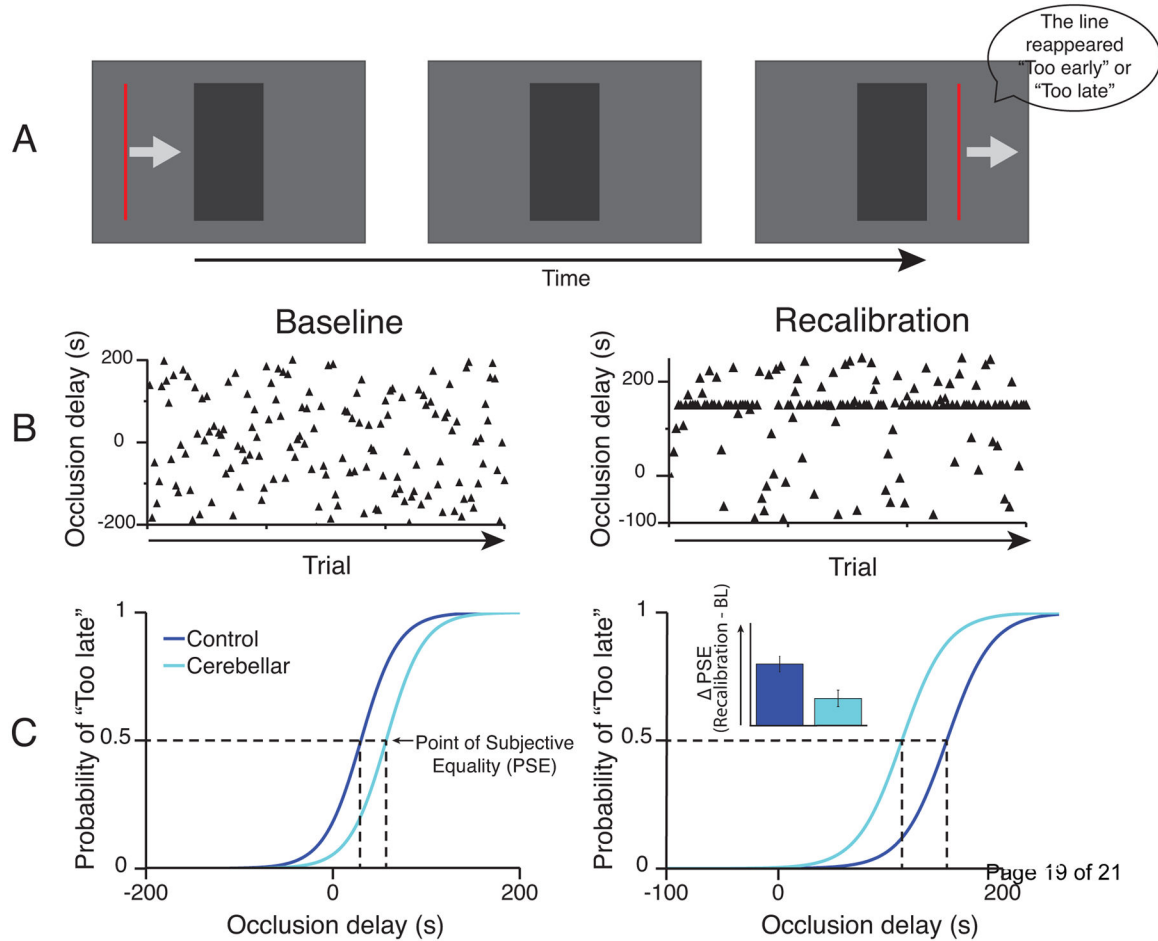 The line
reappeared
“Too early” or
“Too late”
A
Time
Baseline
Recalibration
B
Occlusion delay (s)
200
0
-200
Trial
Occlusion delay (s)
200
0
-100
Trial
C
Probability of “Too late”
1
0.5
0
Control
Cerebellar
Point of Subjective
Equality (PSE)
-200
0
200
Occlusion delay (s)
Probability of “Too late”
1
0.5
0
Δ PSE
(Recalibration - BL)
-100
0
200
Page 19 of 21
Occlusion delay (s)